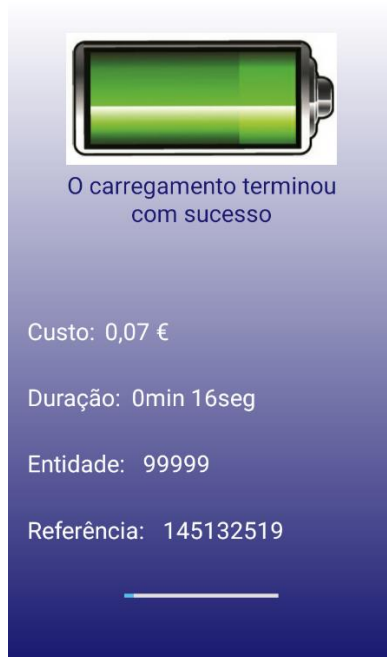 O carregamento terminou
com sucesso
Custo: 0,07 €
Duração: 0min 16seg
Entidade: 99999
Referência: 145132519